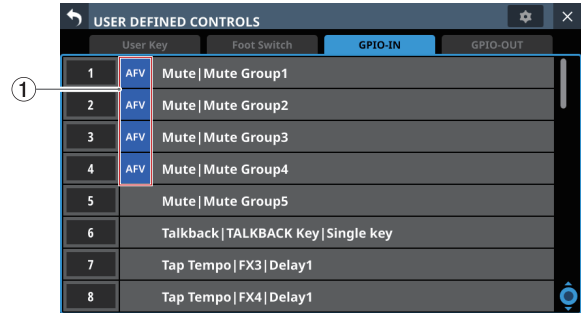 USER DEFINED CONTROLS
User Key Foot Switch GPIO-IN GPIO-OUT
1 AFV Mute|Mute Group1
2 AFV Mute|Mute Group2
3 AFV Mute|Mute Group3
4 AFV Mute|Mute Group4
5 Mute|Mute Group5
6 Talkback|TALKBACK Key|Single key
7 Tap Tempo|FX3|Delay1
8 Tap Tempo|FX4|Delay1
1